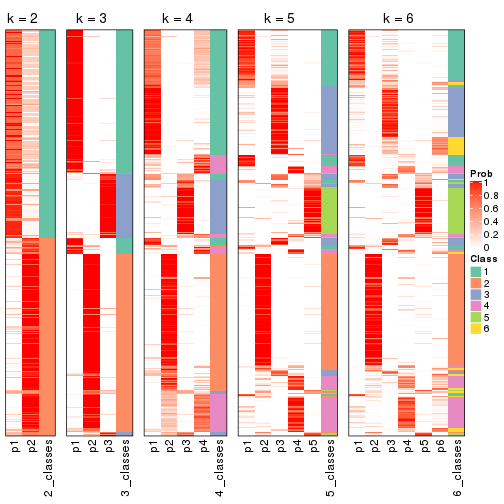 k = 2
k = 3
k = 4
k = 5
k = 6
Prob
1
0.8
0.6
0.4
0.2
0
Class
1
2
3
4
5
6
p1
p2
2_classes
p1
p2
p3
3_classes
p1
p2
p3
p4
4_classes
p1
p2
p3
p4
p5
5_classes
p1
p2
p3
p4
p5
p6
6_classes